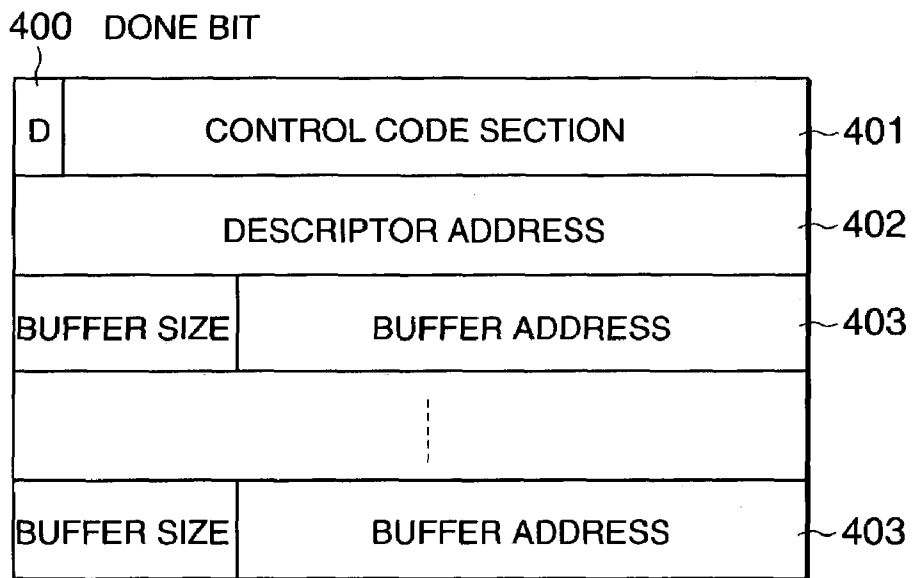 400 DONE BIT
D CONTROL CODE SECTION 401
DESCRIPTOR ADDRESS 402
BUFFER SIZE BUFFER ADDRESS 403
BUFFER SIZE BUFFER ADDRESS 403